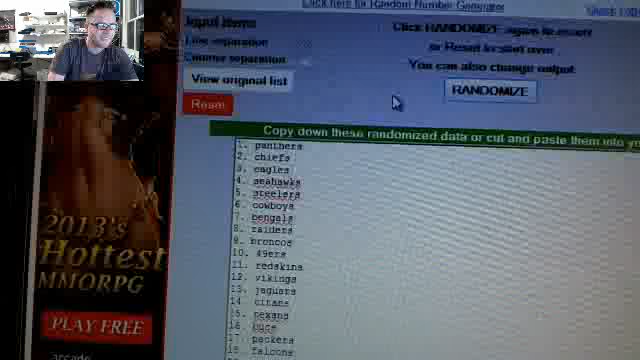 Click here for Random Number Generator
Input Items
Line separation
Comma separation
View original list
Reset
Click RANDOMIZE again to resort
or Reset to start over
You can also change output
RANDOMIZE
Copy down these randomized data or cut and paste them into yo
1. panthers
2. chiefs
3. eagles
4. seahawks
5. steelers
6. cowboys
7. bengals
8. raiders
9. broncos
10. 49ers
11. redskins
12. vikings
13. jaguars
14. titans
15. texans
16. bucs
17. packers
18. falcons
2013's
Hottest
MMORPG
PLAY FREE
arcade